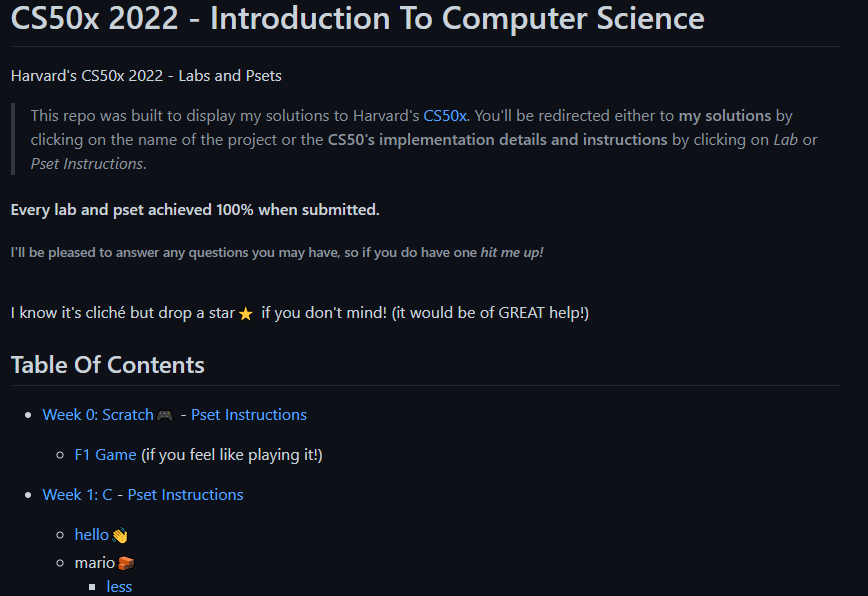 CS50x 2022 - Introduction To Computer Science
Harvard's CS50x 2022 - Labs and Psets
This repo was built to display my solutions to Harvard's CS50x. You'll be redirected either to my solutions by
clicking on the name of the project or the CS50's implementation details and instructions by clicking on Lab or
Pset Instructions.
Every lab and pset achieved 100% when submitted.
I'll be pleased to answer any questions you may have, so if you do have one hit me up!
I know it's cliché but drop a star⭐ if you don't mind! (it would be of GREAT help!)
Table Of Contents
Week 0: Scratch🎮 - Pset Instructions
F1 Game (if you feel like playing it!)
Week 1: C - Pset Instructions
hello👋
mario🧱
less